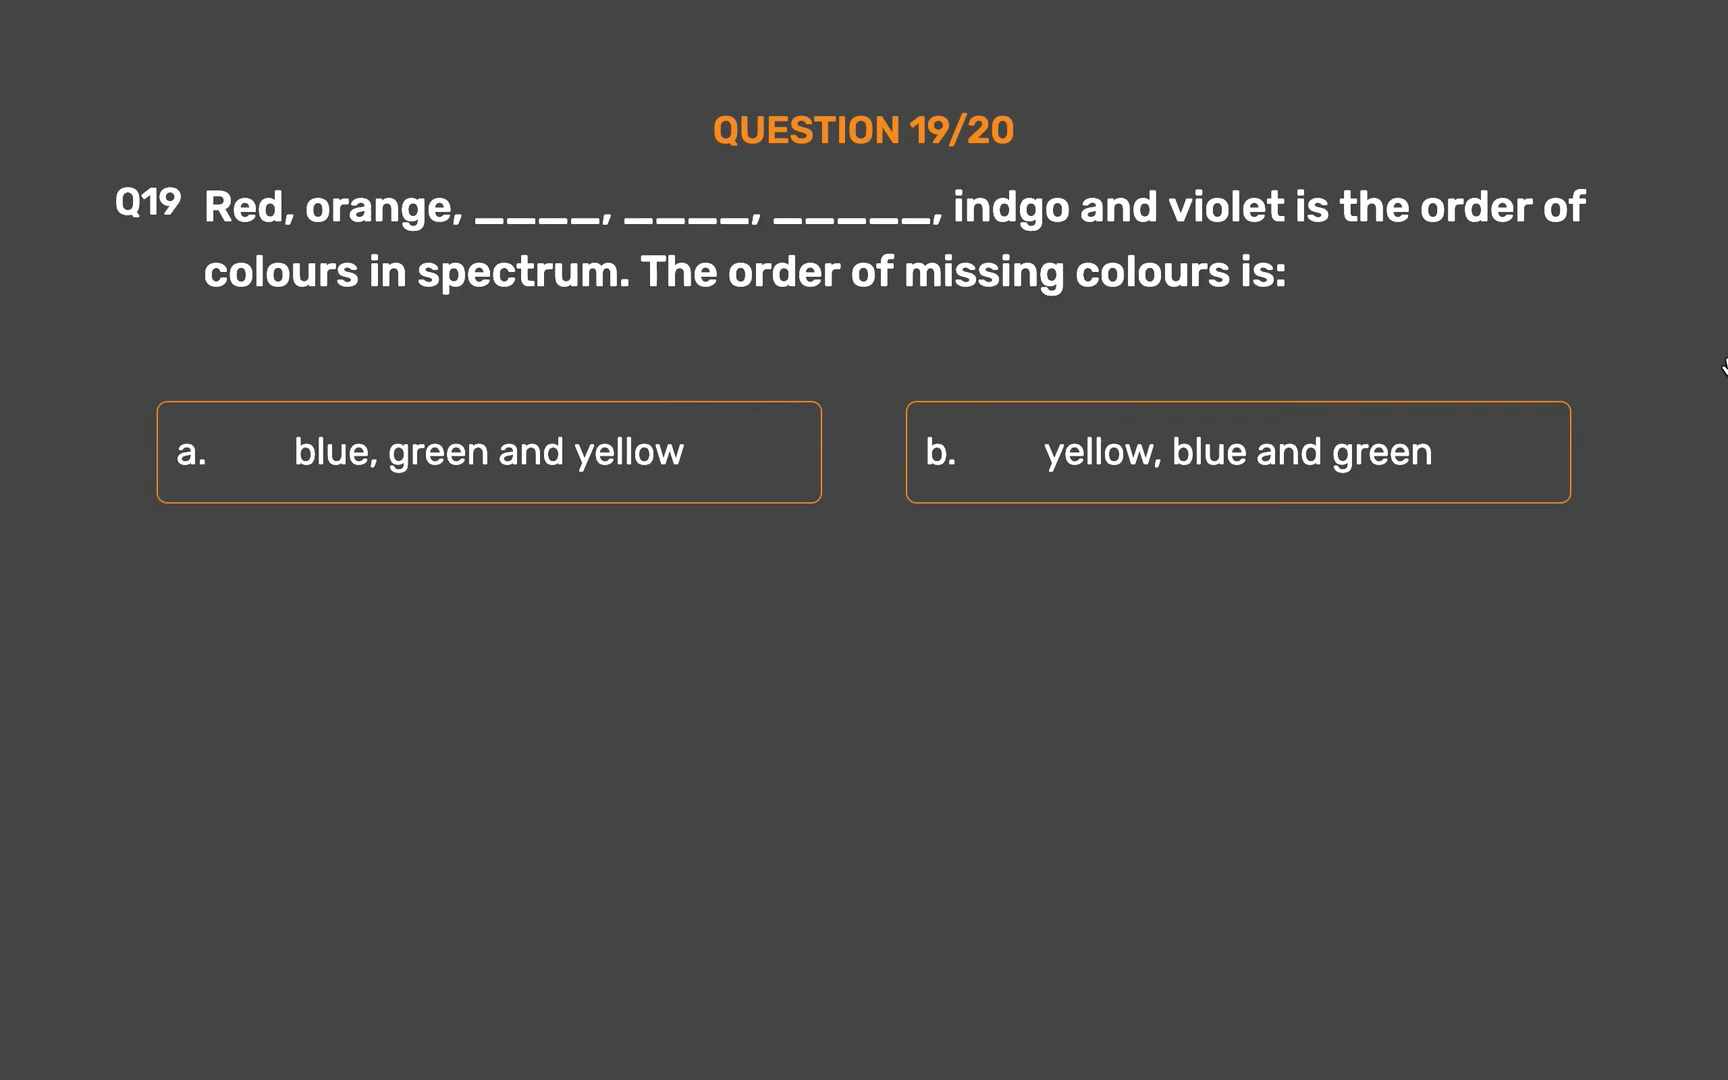 QUESTION 19/20
Q19 Red, orange, ____, ____, _____, indgo and violet is the order of
colours in spectrum. The order of missing colours is:
a. blue, green and yellow
b. yellow, blue and green